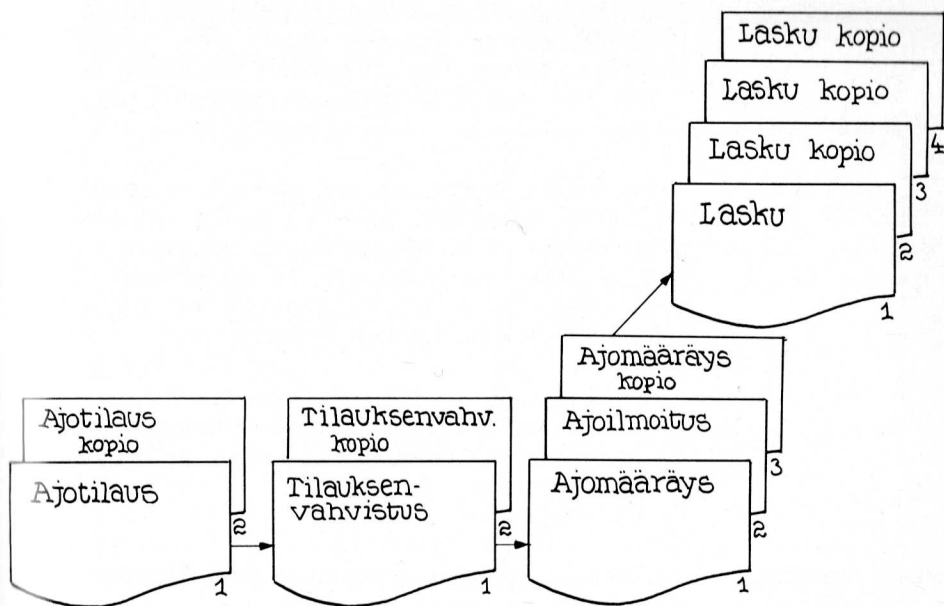 Lasku kopio
4
Lasku kopio
3
Lasku kopio
2
Lasku
1
Ajotilaus
kopio
2
Ajotilaus
1
Tilauksenvahv.
kopio
2
Tilauksen-
vahvistus
1
Ajomääräys
kopio
3
Ajoilmoitus
2
Ajomääräys
1